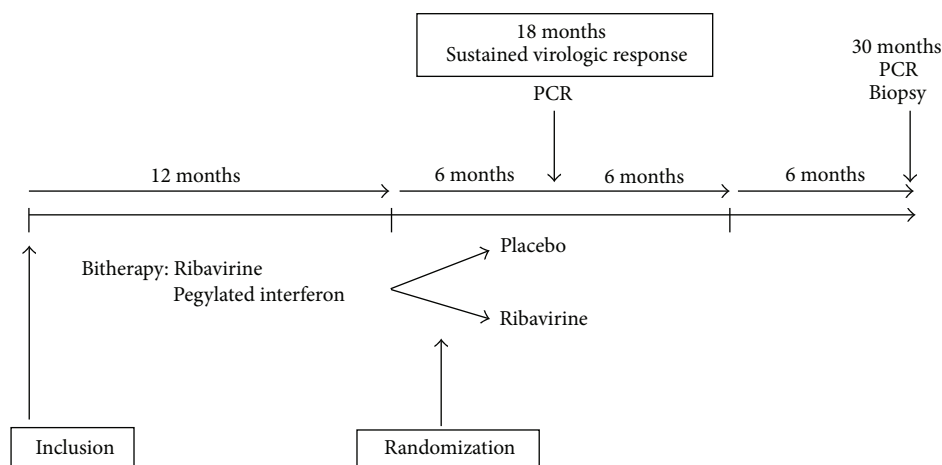 18 months
Sustained virologic response
PCR
30 months
PCR
Biopsy
12 months
6 months
6 months
6 months
Bitherapy: Ribavirine
Pegylated interferon
Placebo
Ribavirine
Inclusion
Randomization